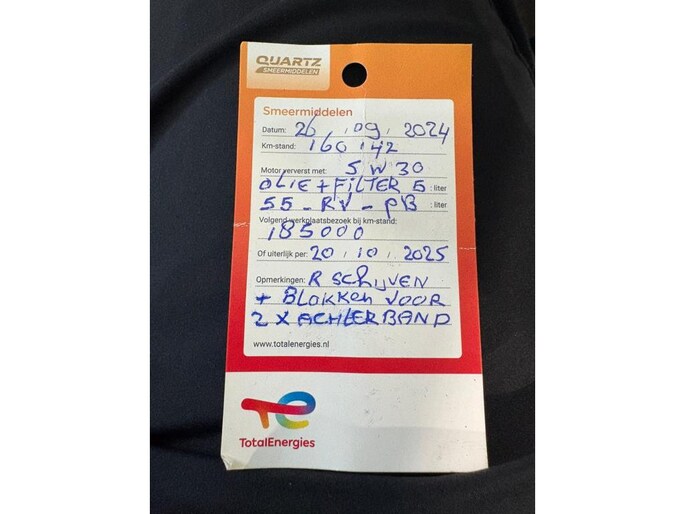 QUARTZ
SMEERMIDDELEN
Smeermiddelen
Datum: 26 . 09 . 2024
Km-stand: 160 142
Motor ververst met: 5 W 30
OLIE + FILTER 5 : liter
55 - RV - PB : liter
Volgend werkplaatsbezoek bij km-stand:
185000
Of uiterlijk per: 20 . 10 . 2025
Opmerkingen: R SCHIJVEN
+ BLOKKEN VOOR
2 X ACHTERBAND
www.totalenergies.nl
TotalEnergies